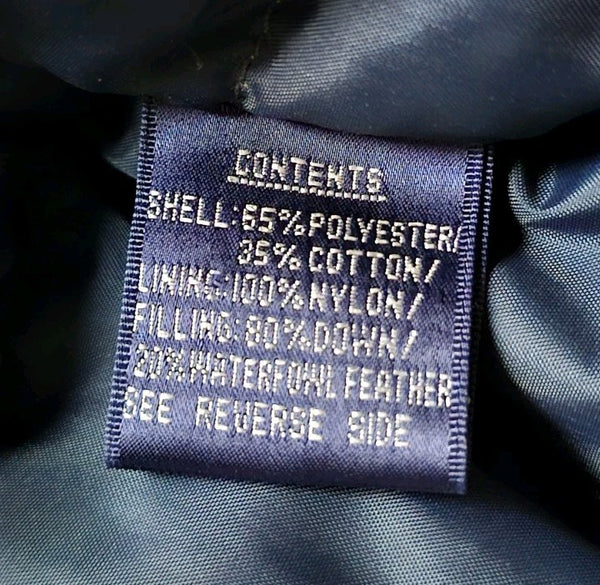 CONTENTS
SHELL: 65% POLYESTER/
35% COTTON/
LINING: 100% NYLON/
FILLING: 80% DOWN/
20% WATERFOWL FEATHER
SEE REVERSE SIDE